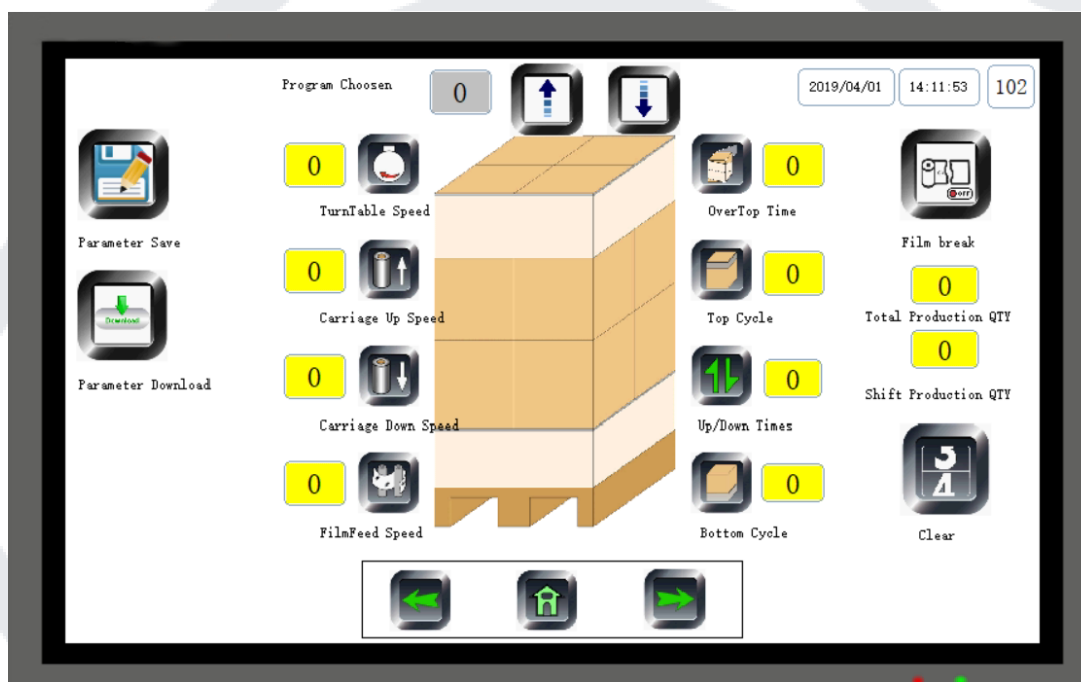 Program Choosen
0
2019/04/01
14:11:53
102
0
TurnTable Speed
0
OverTop Time
OFF
Parameter Save
Film break
0
Carriage Up Speed
0
Top Cycle
0
Total Production QTY
Download
Parameter Download
0
Carriage Down Speed
0
Up/Down Times
0
Shift Production QTY
0
FilmFeed Speed
0
Bottom Cycle
Clear